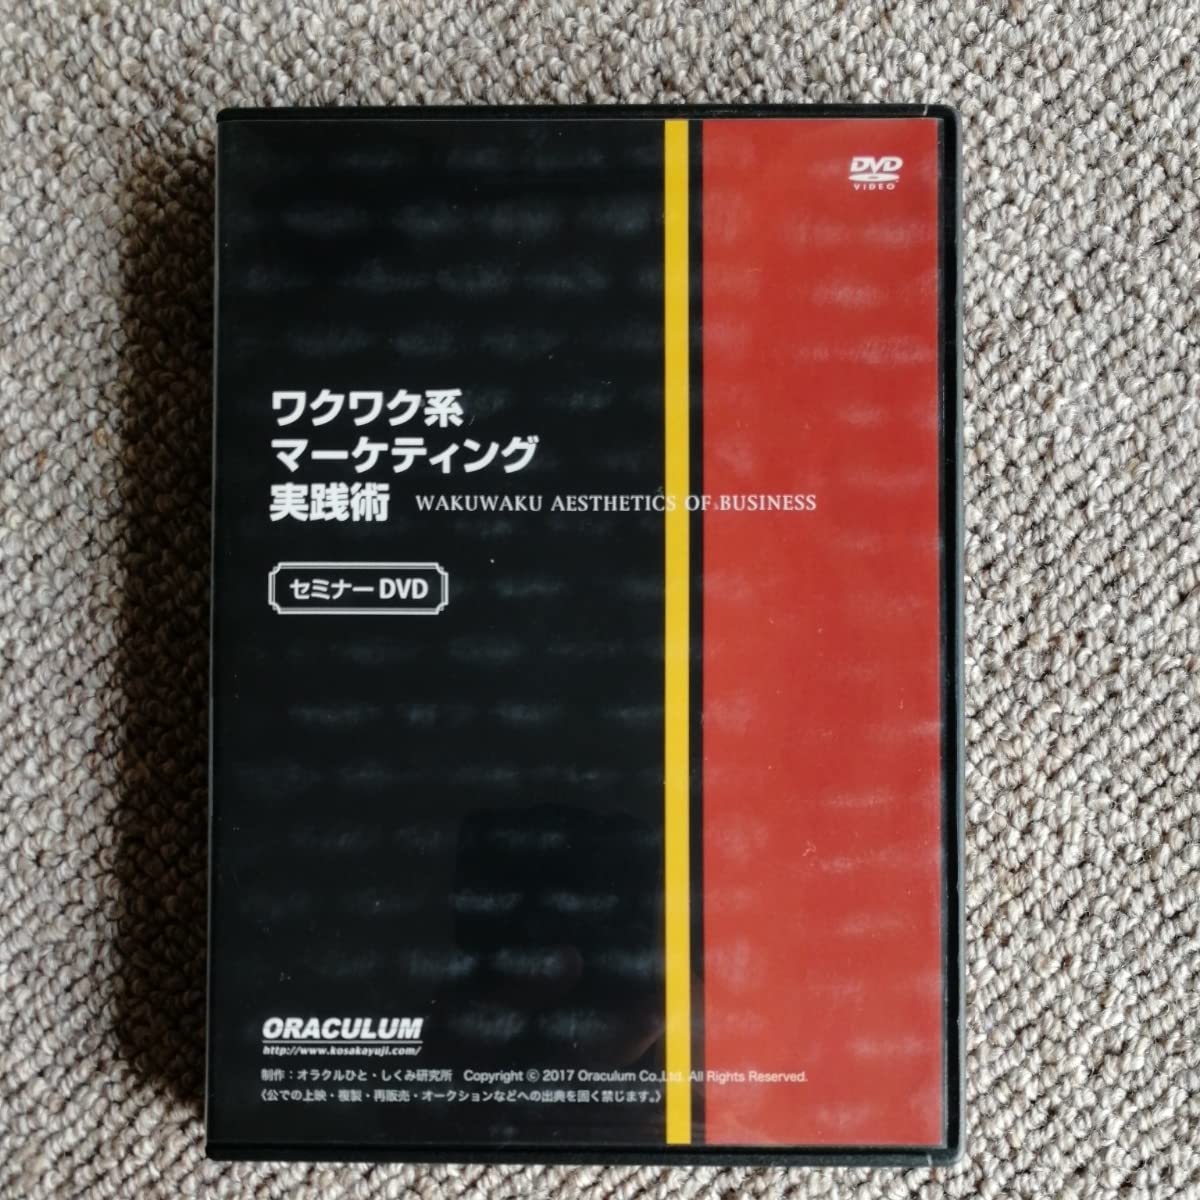 DVD
VIDEO
ワクワク系
マーケティング
実践術 WAKUWAKU AESTHETICS OF BUSINESS
セミナーDVD
ORACULUM
http://www.kosakayuji.com/
制作：オラクルひと・しくみ研究所 Copyright © 2017 Oraculum Co.,Ltd. All Rights Reserved.
〈公での上映・複製・再販売・オークションなどへの出典を固く禁じます。〉